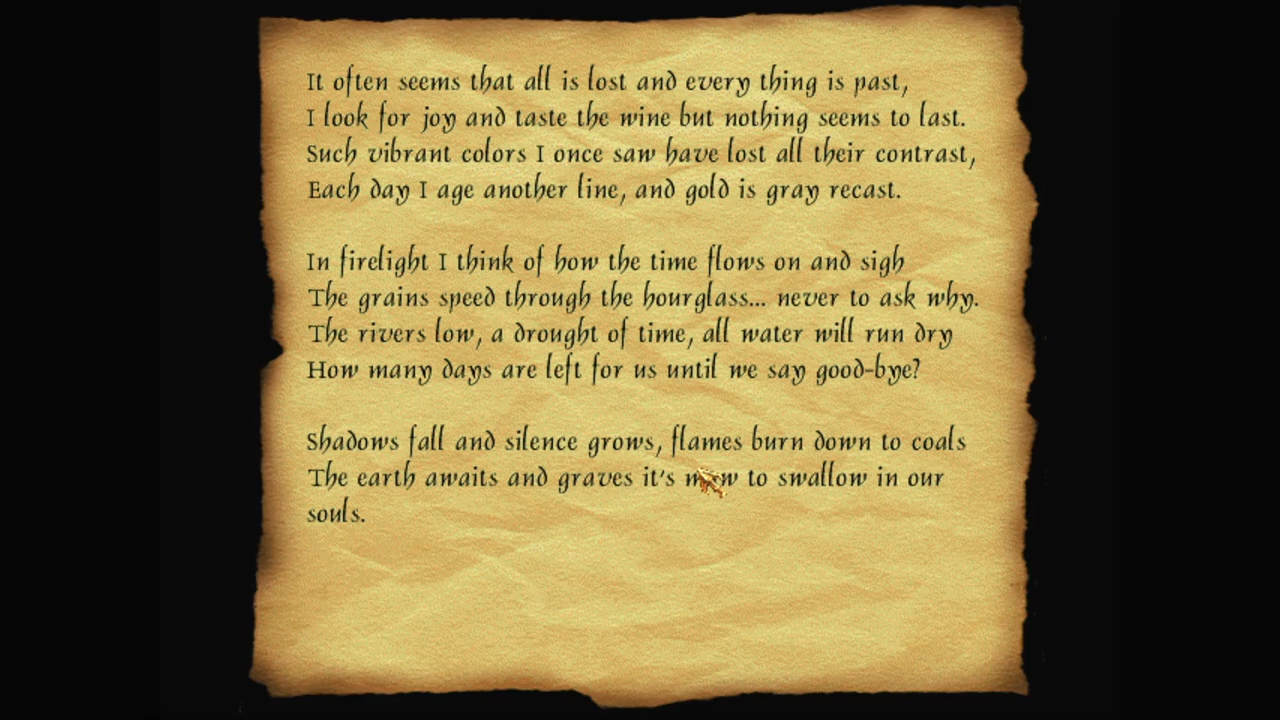 It often seems that all is lost and every thing is past,
I look for joy and taste the wine but nothing seems to last.
Such vibrant colors I once saw have lost all their contrast,
Each day I age another line, and gold is gray recast.
In firelight I think of how the time flows on and sigh
The grains speed through the hourglass... never to ask why.
The rivers low, a drought of time, all water will run dry
How many days are left for us until we say good-bye?
Shadows fall and silence grows, flames burn down to coals
The earth awaits and graves it's to swallow in our
souls.